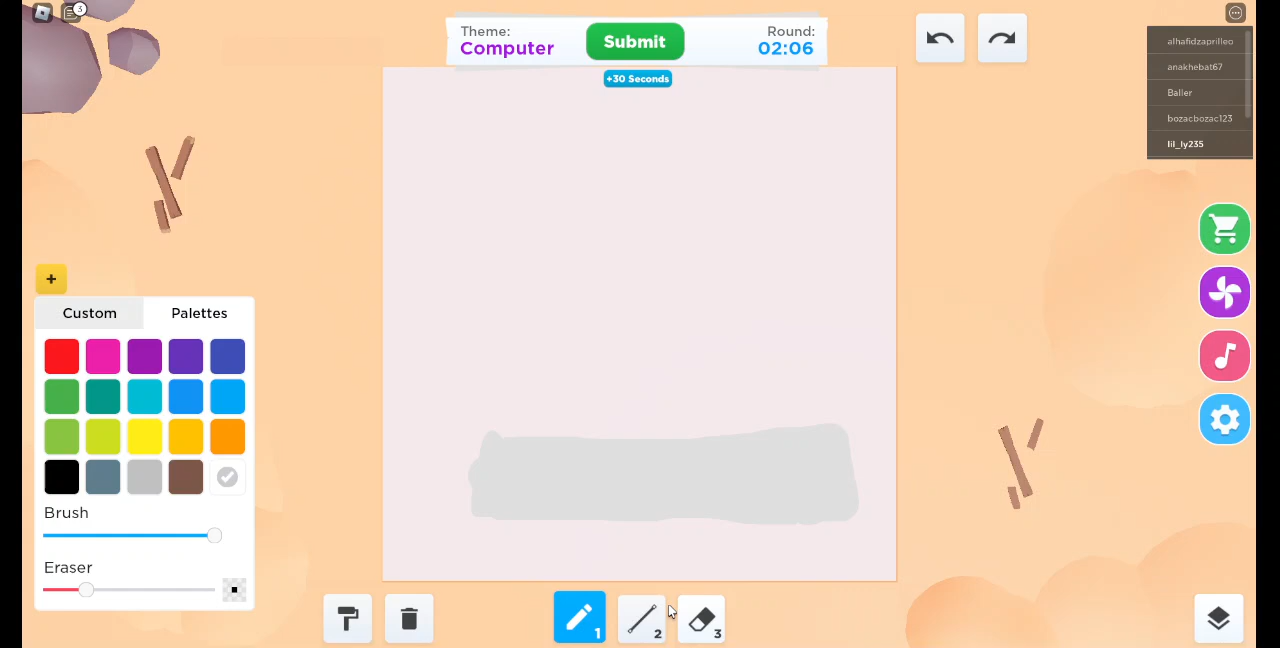 3
Theme:
Computer
Submit
Round:
02:06
+30 Seconds
alhafidzaprilleo
anakhebat67
Baller
bozacbozac123
lil_ly235
+
Custom
Palettes
Brush
Eraser
1
2
3